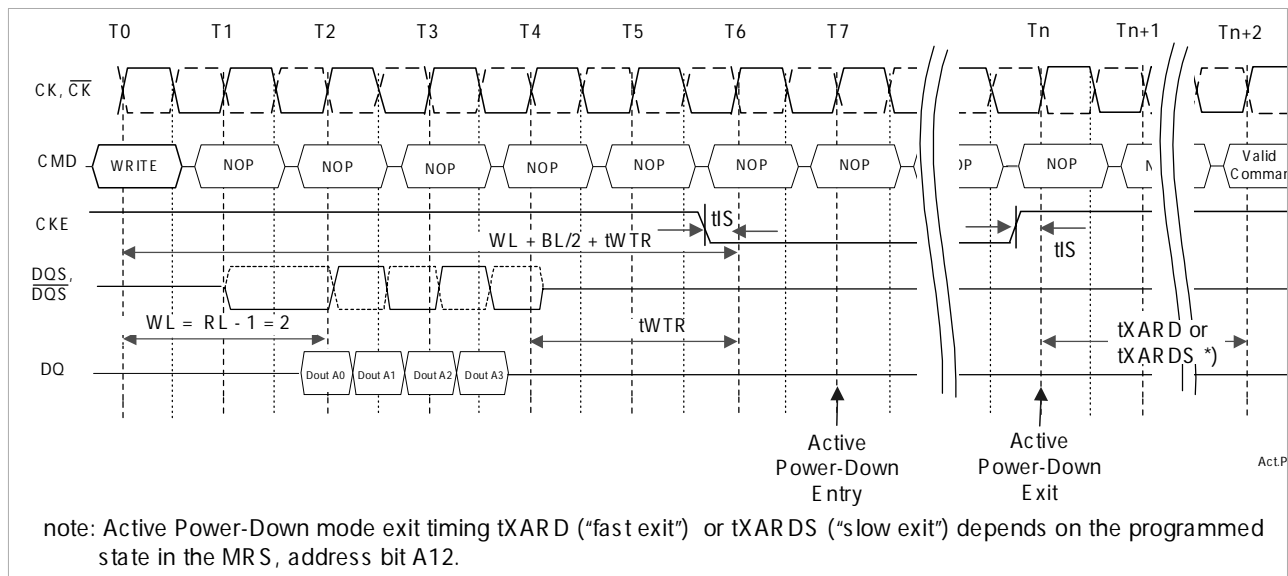 T0 T1 T2 T3 T4 T5 T6 T7 Tn Tn+1 Tn+2
CK, CK
CMD WRITE NOP NOP NOP NOP NOP NOP NOP OP NOP N Valid
Comman
CKE tIS tIS
WL + BL/2 + tWTR
DQS,
DQS
WL = RL - 1 = 2 tWTR tXARD or
tXARDS *)
DQ Dout A0 Dout A1 Dout A2 Dout A3
Active
Power-Down
Entry
Active
Power-Down
Exit
Act.P
note: Active Power-Down mode exit timing tXARD ("fast exit") or tXARDS ("slow exit") depends on the programmed
state in the MRS, address bit A12.